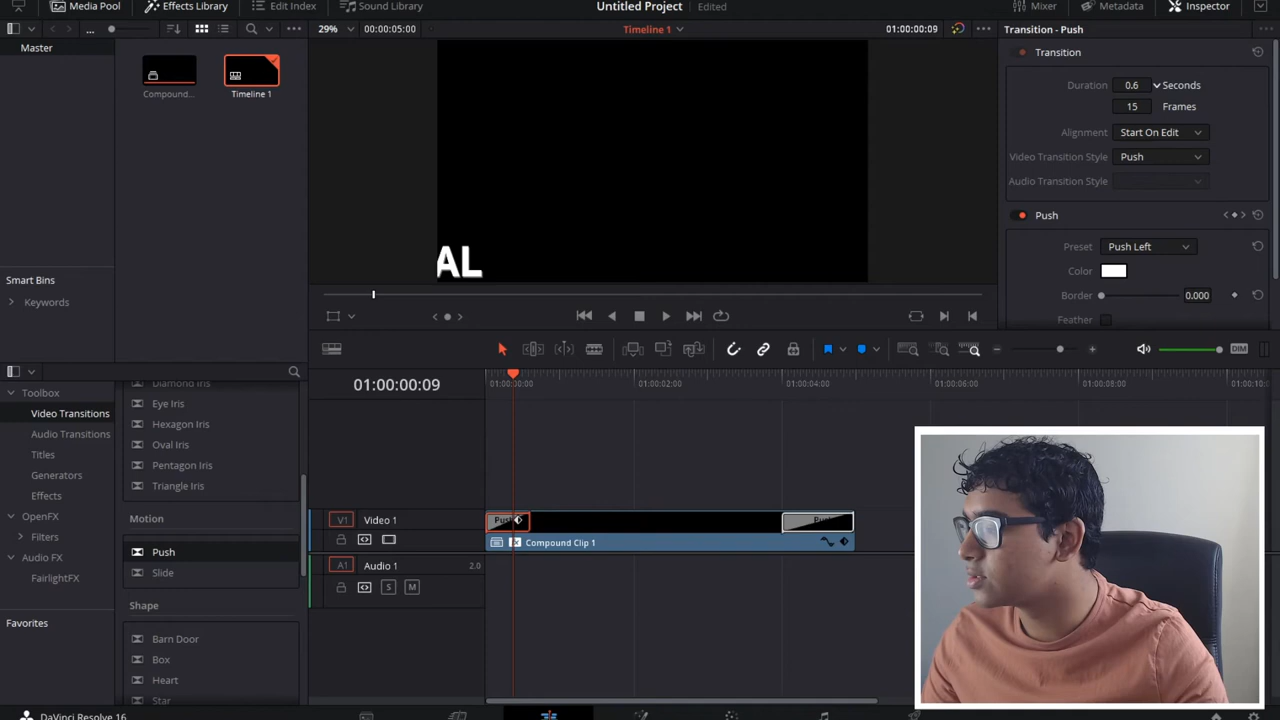 Media Pool
Effects Library
Edit Index
Sound Library
Untitled Project
Edited
Mixer
Metadata
Inspector
...
29%
00:00:05:00
Timeline 1
01:00:00:09
Transition - Push
Master
Compound...
Timeline 1
Smart Bins
Keywords
AL
Transition
Duration 0.6 Seconds
15 Frames
Alignment Start On Edit
Video Transition Style Push
Audio Transition Style
Push
Preset Push Left
Color
Border 0.000
Feather
DIM
Toolbox
Video Transitions
Audio Transitions
Titles
Generators
Effects
OpenFX
Filters
Audio FX
FairlightFX
Favorites
Diamond Iris
Eye Iris
Hexagon Iris
Oval Iris
Pentagon Iris
Triangle Iris
Motion
Push
Slide
Shape
Barn Door
Box
Heart
Star
01:00:00:09
01:00:00:00
01:00:02:00
01:00:04:00
01:00:06:00
01:00:08:00
01:00:10:0
V1 Video 1
Compound Clip 1
A1 Audio 1 2.0
S M
DaVinci Resolve 16